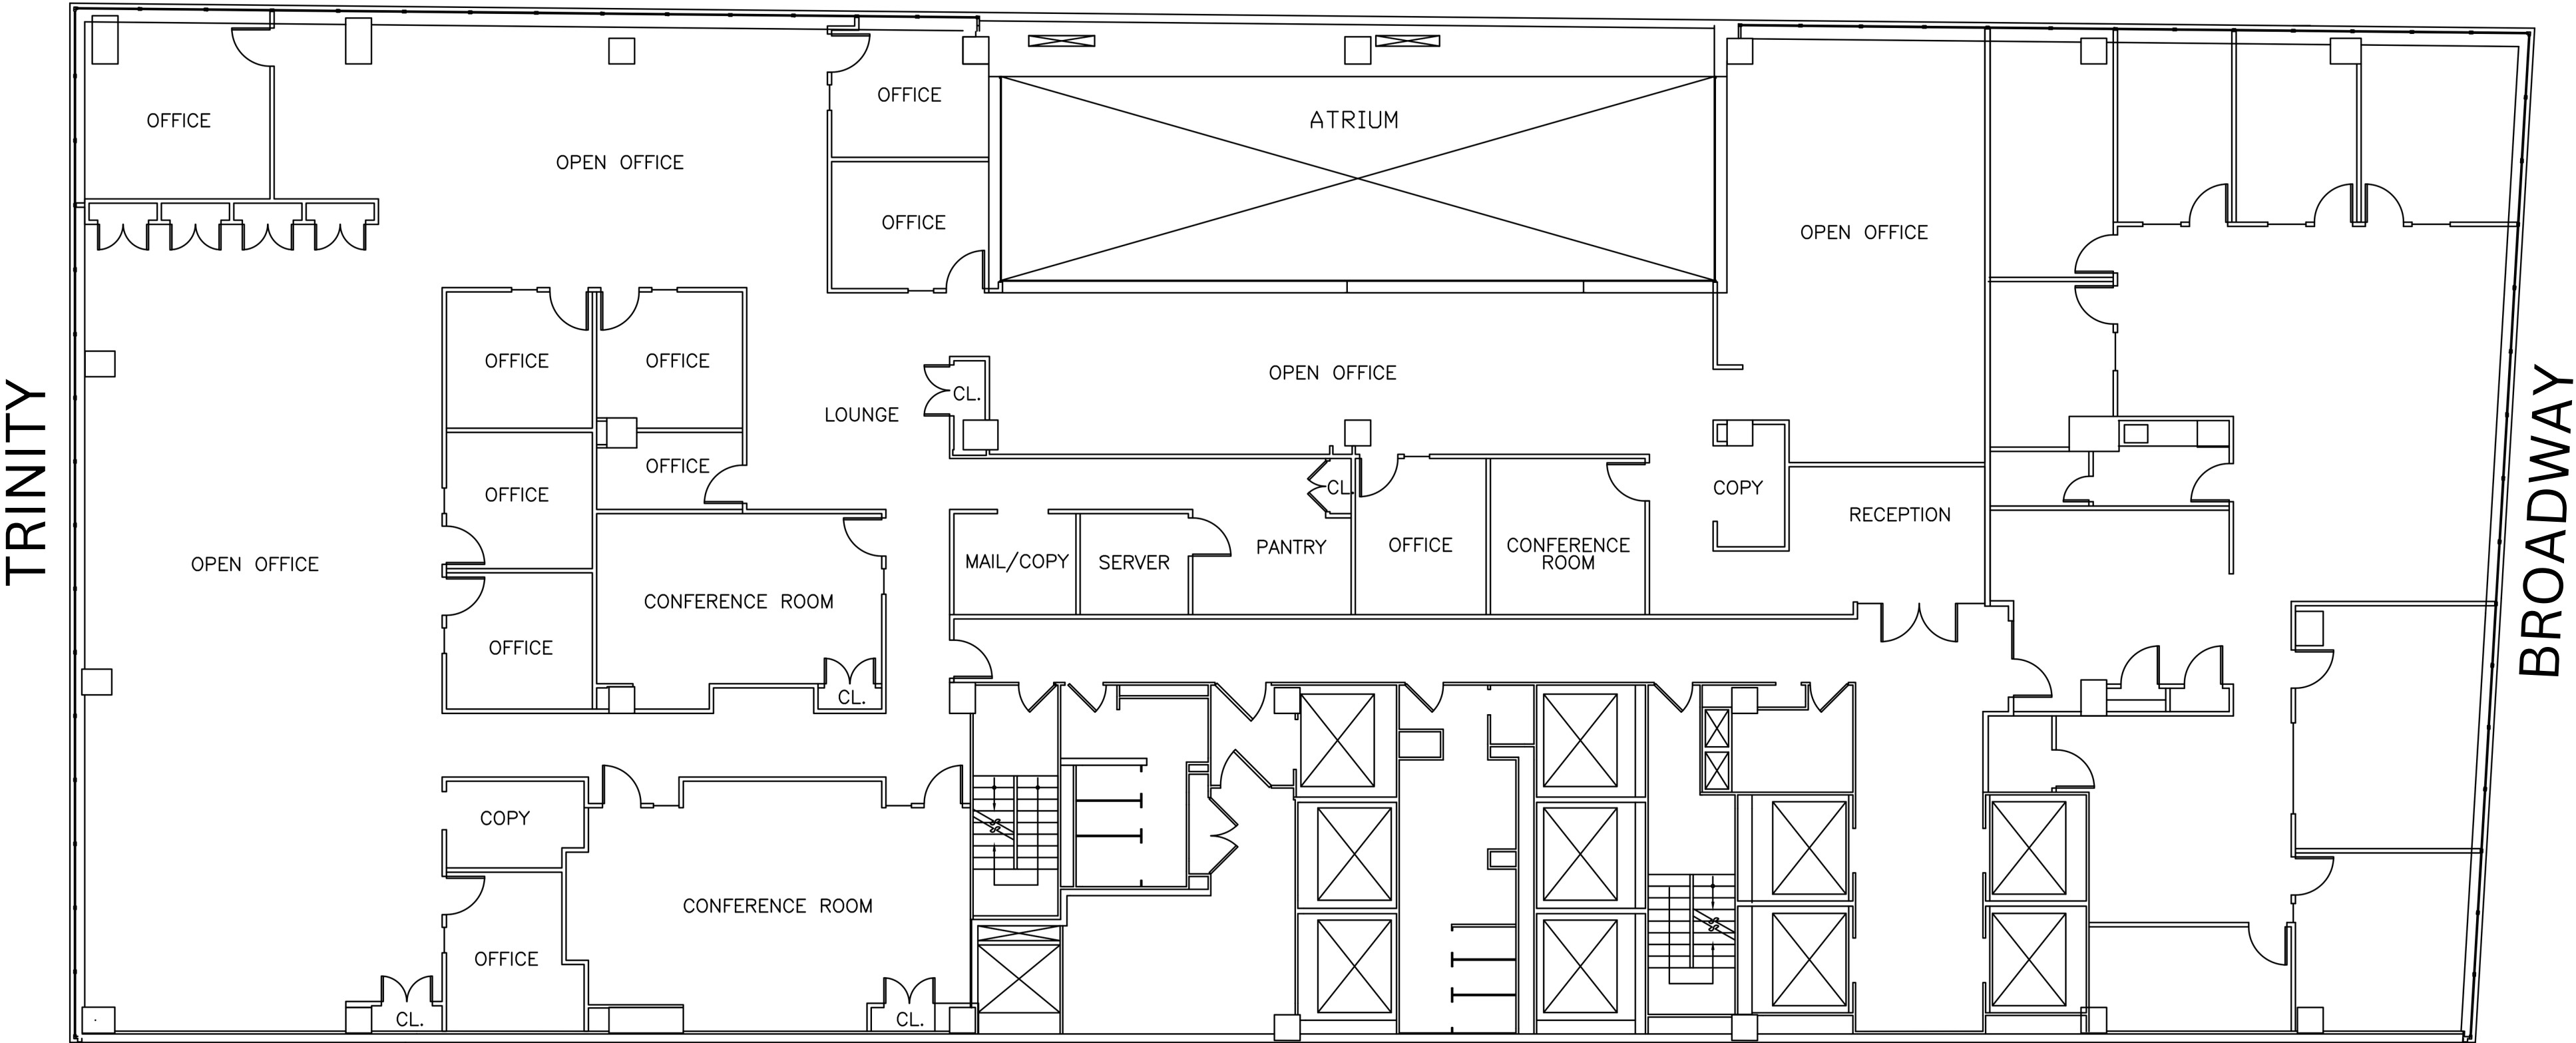 OFFICE
ATRIUM
OFFICE
OPEN OFFICE
OFFICE
OPEN OFFICE
OFFICE
OFFICE
OPEN OFFICE
CL.
LOUNGE
TRINITY
BROADWAY
OFFICE
OFFICE
CL.
COPY
RECEPTION
OPEN OFFICE
MAIL/COPY
SERVER
PANTRY
OFFICE
CONFERENCE
ROOM
CONFERENCE ROOM
OFFICE
CL.
COPY
CONFERENCE ROOM
OFFICE
CL.
CL.